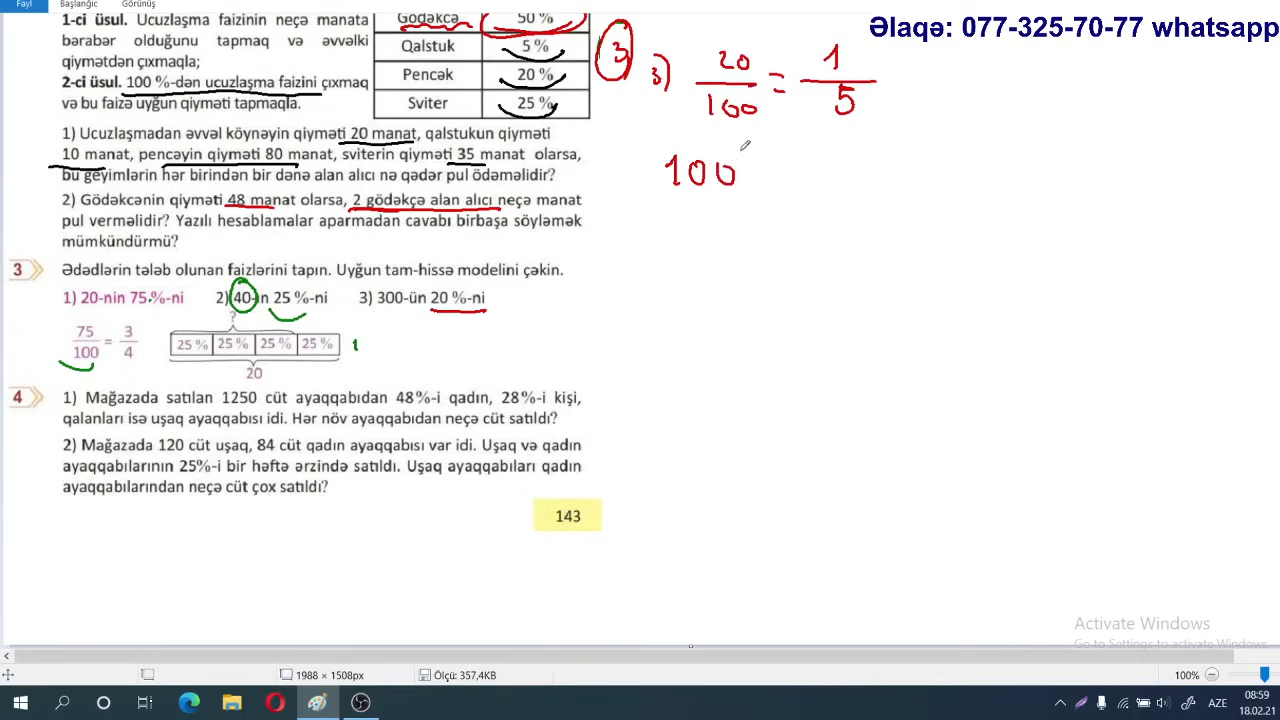 Fayl Başlanğıc Görünüş
Əlaqə: 077-325-70-77 whatsapp
1-ci üsul. Ucuzlaşma faizinin neçə manata
bərabər olduğunu tapmaq və əvvəlki
qiymətdən çıxmaqla;
2-ci üsul. 100 %-dən ucuzlaşma faizini çıxmaq
və bu faizə uyğun qiyməti tapmaqla.
Gödəkcə 50 %
Qalstuk 5 %
Pencək 20 %
Sviter 25 %
1) Ucuzlaşmadan əvvəl köynəyin qiyməti 20 manat, qalstukun qiyməti
10 manat, pencəyin qiyməti 80 manat, sviterin qiyməti 35 manat olarsa,
bu geyimlərin hər birindən bir dənə alan alıcı nə qədər pul ödəməlidir?
2) Gödəkcənin qiyməti 48 manat olarsa, 2 gödəkçə alan alıcı neçə manat
pul verməlidir? Yazılı hesablamalar aparmadan cavabı birbaşa söyləmək
mümkündürmü?
3 Ədədlərin tələb olunan faizlərini tapın. Uyğun tam-hissə modelini çəkin.
1) 20-nin 75 %-ni 2) 40-ın 25 %-ni 3) 300-ün 20 %-ni
75/100 = 3/4
?
25 % 25 % 25 % 25 %
20
4 1) Mağazada satılan 1250 cüt ayaqqabıdan 48%-i qadın, 28%-i kişi,
qalanları isə uşaq ayaqqabısı idi. Hər növ ayaqqabıdan neçə cüt satıldı?
2) Mağazada 120 cüt uşaq, 84 cüt qadın ayaqqabısı var idi. Uşaq və qadın
ayaqqabılarının 25%-i bir həftə ərzində satıldı. Uşaq ayaqqabıları qadın
ayaqqabılarından neçə cüt çox satıldı?
143
3
3) 20/100 = 1/5
100
Activate Windows
Go to Settings to activate Windows.
1988 × 1508px
Ölçü: 357,4KB
100%
AZE
08:59
18.02.21